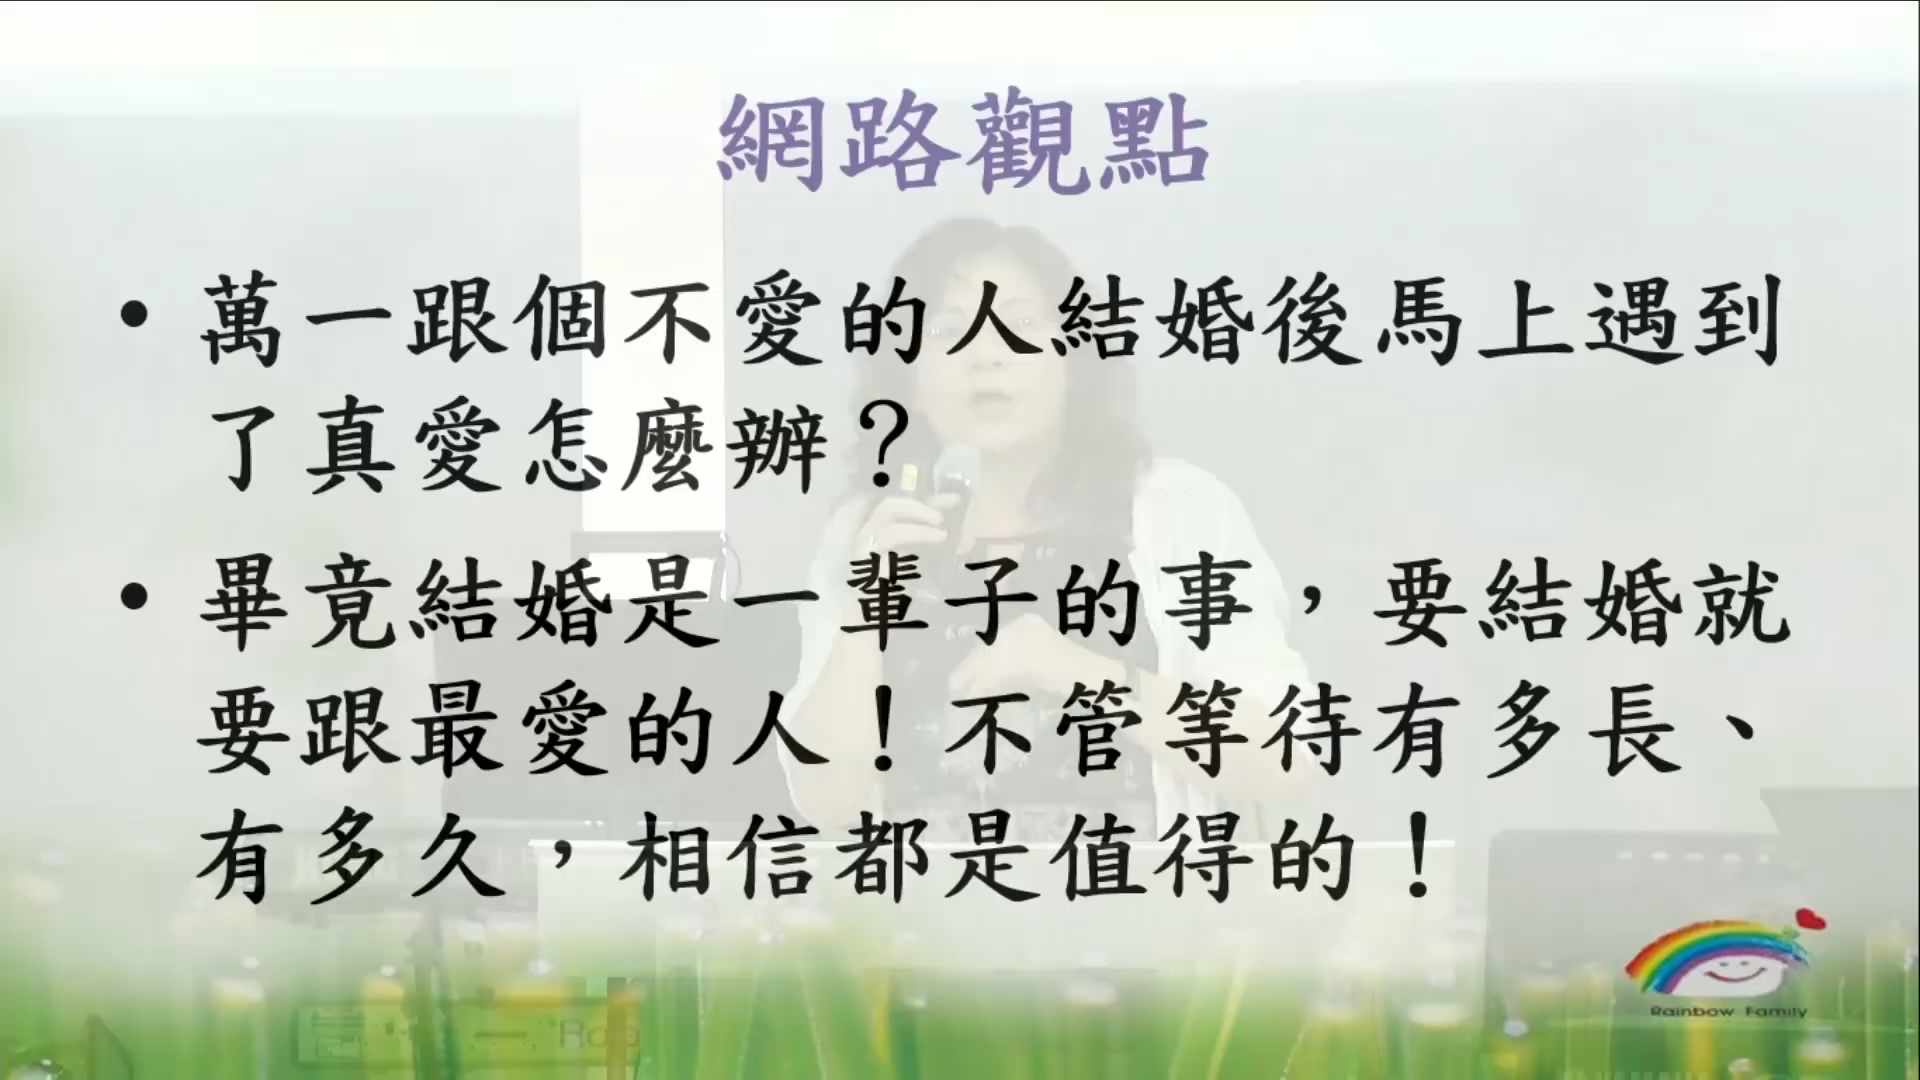 網路觀點
• 萬一跟個不愛的人結婚後馬上遇到
了真愛怎麼辦？
• 畢竟結婚是一輩子的事，要結婚就
要跟最愛的人！不管等待有多長、
有多久，相信都是值得的！
Rainbow Family